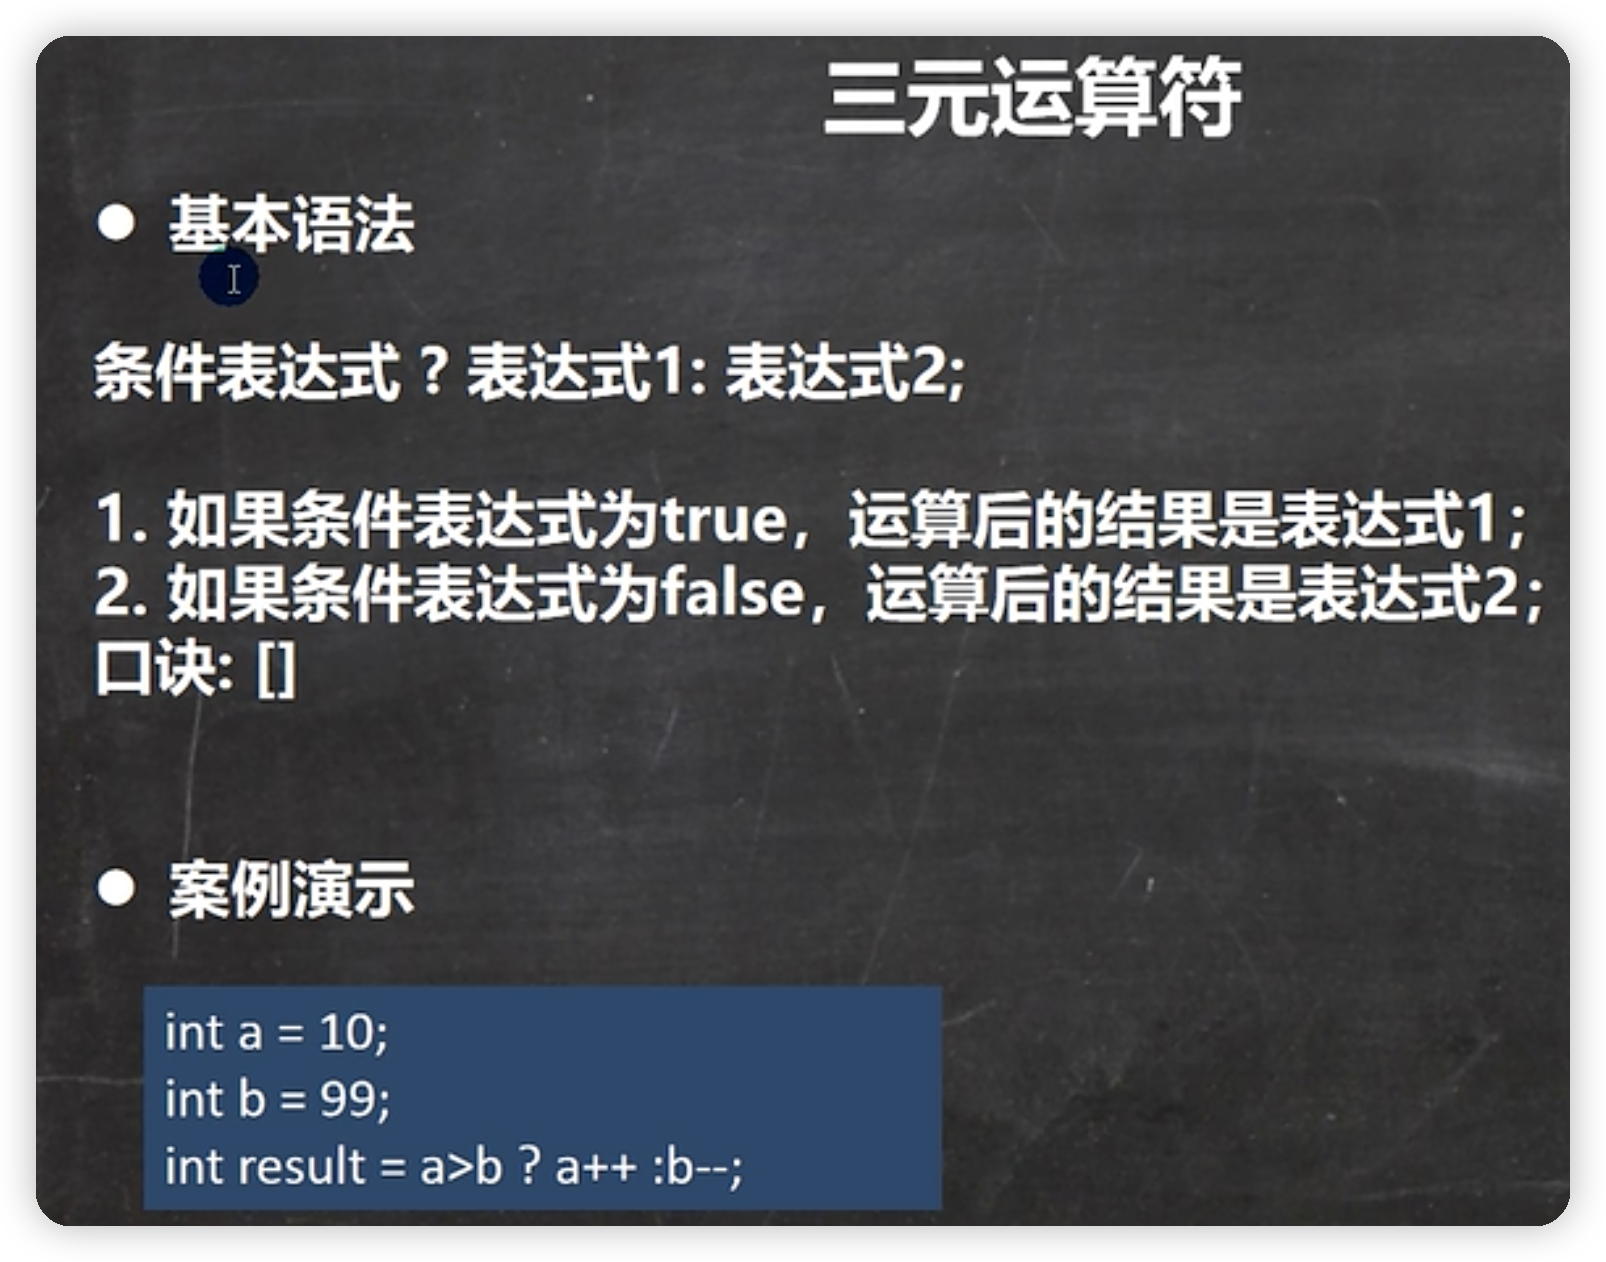 三元运算符
● 基本语法
条件表达式 ? 表达式1: 表达式2;
1. 如果条件表达式为true，运算后的结果是表达式1；
2. 如果条件表达式为false，运算后的结果是表达式2；
口诀: []
● 案例演示
int a = 10;
int b = 99;
int result = a>b ? a++ :b--;